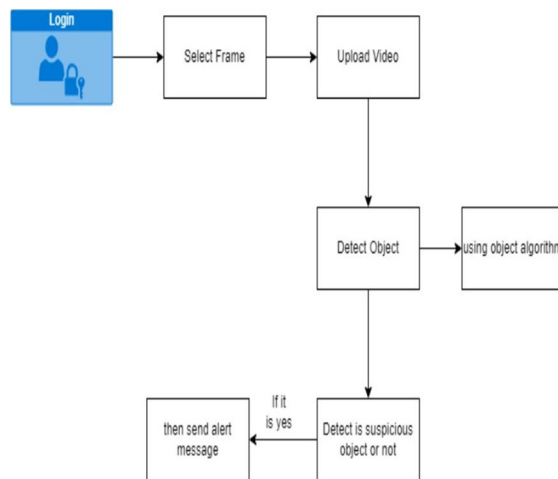 Login
Select Frame
Upload Video
Detect Object
using object algorithm
If it
is yes
Detect is suspicious
object or not
then send alert
message